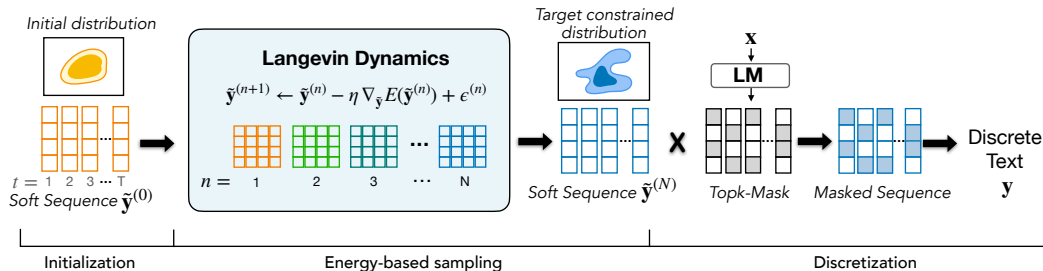 Initial distribution
t = 1 2 3 ··· T
Soft Sequence ỹ^(0)
Langevin Dynamics
ỹ^(n+1) ← ỹ^(n) − η ∇_ỹ E(ỹ^(n)) + ϵ^(n)
···
n = 1 2 3 ··· N
Target constrained
distribution
Soft Sequence ỹ^(N)
x
LM
Topk-Mask
Masked Sequence
Discrete
Text
y
Initialization
Energy-based sampling
Discretization